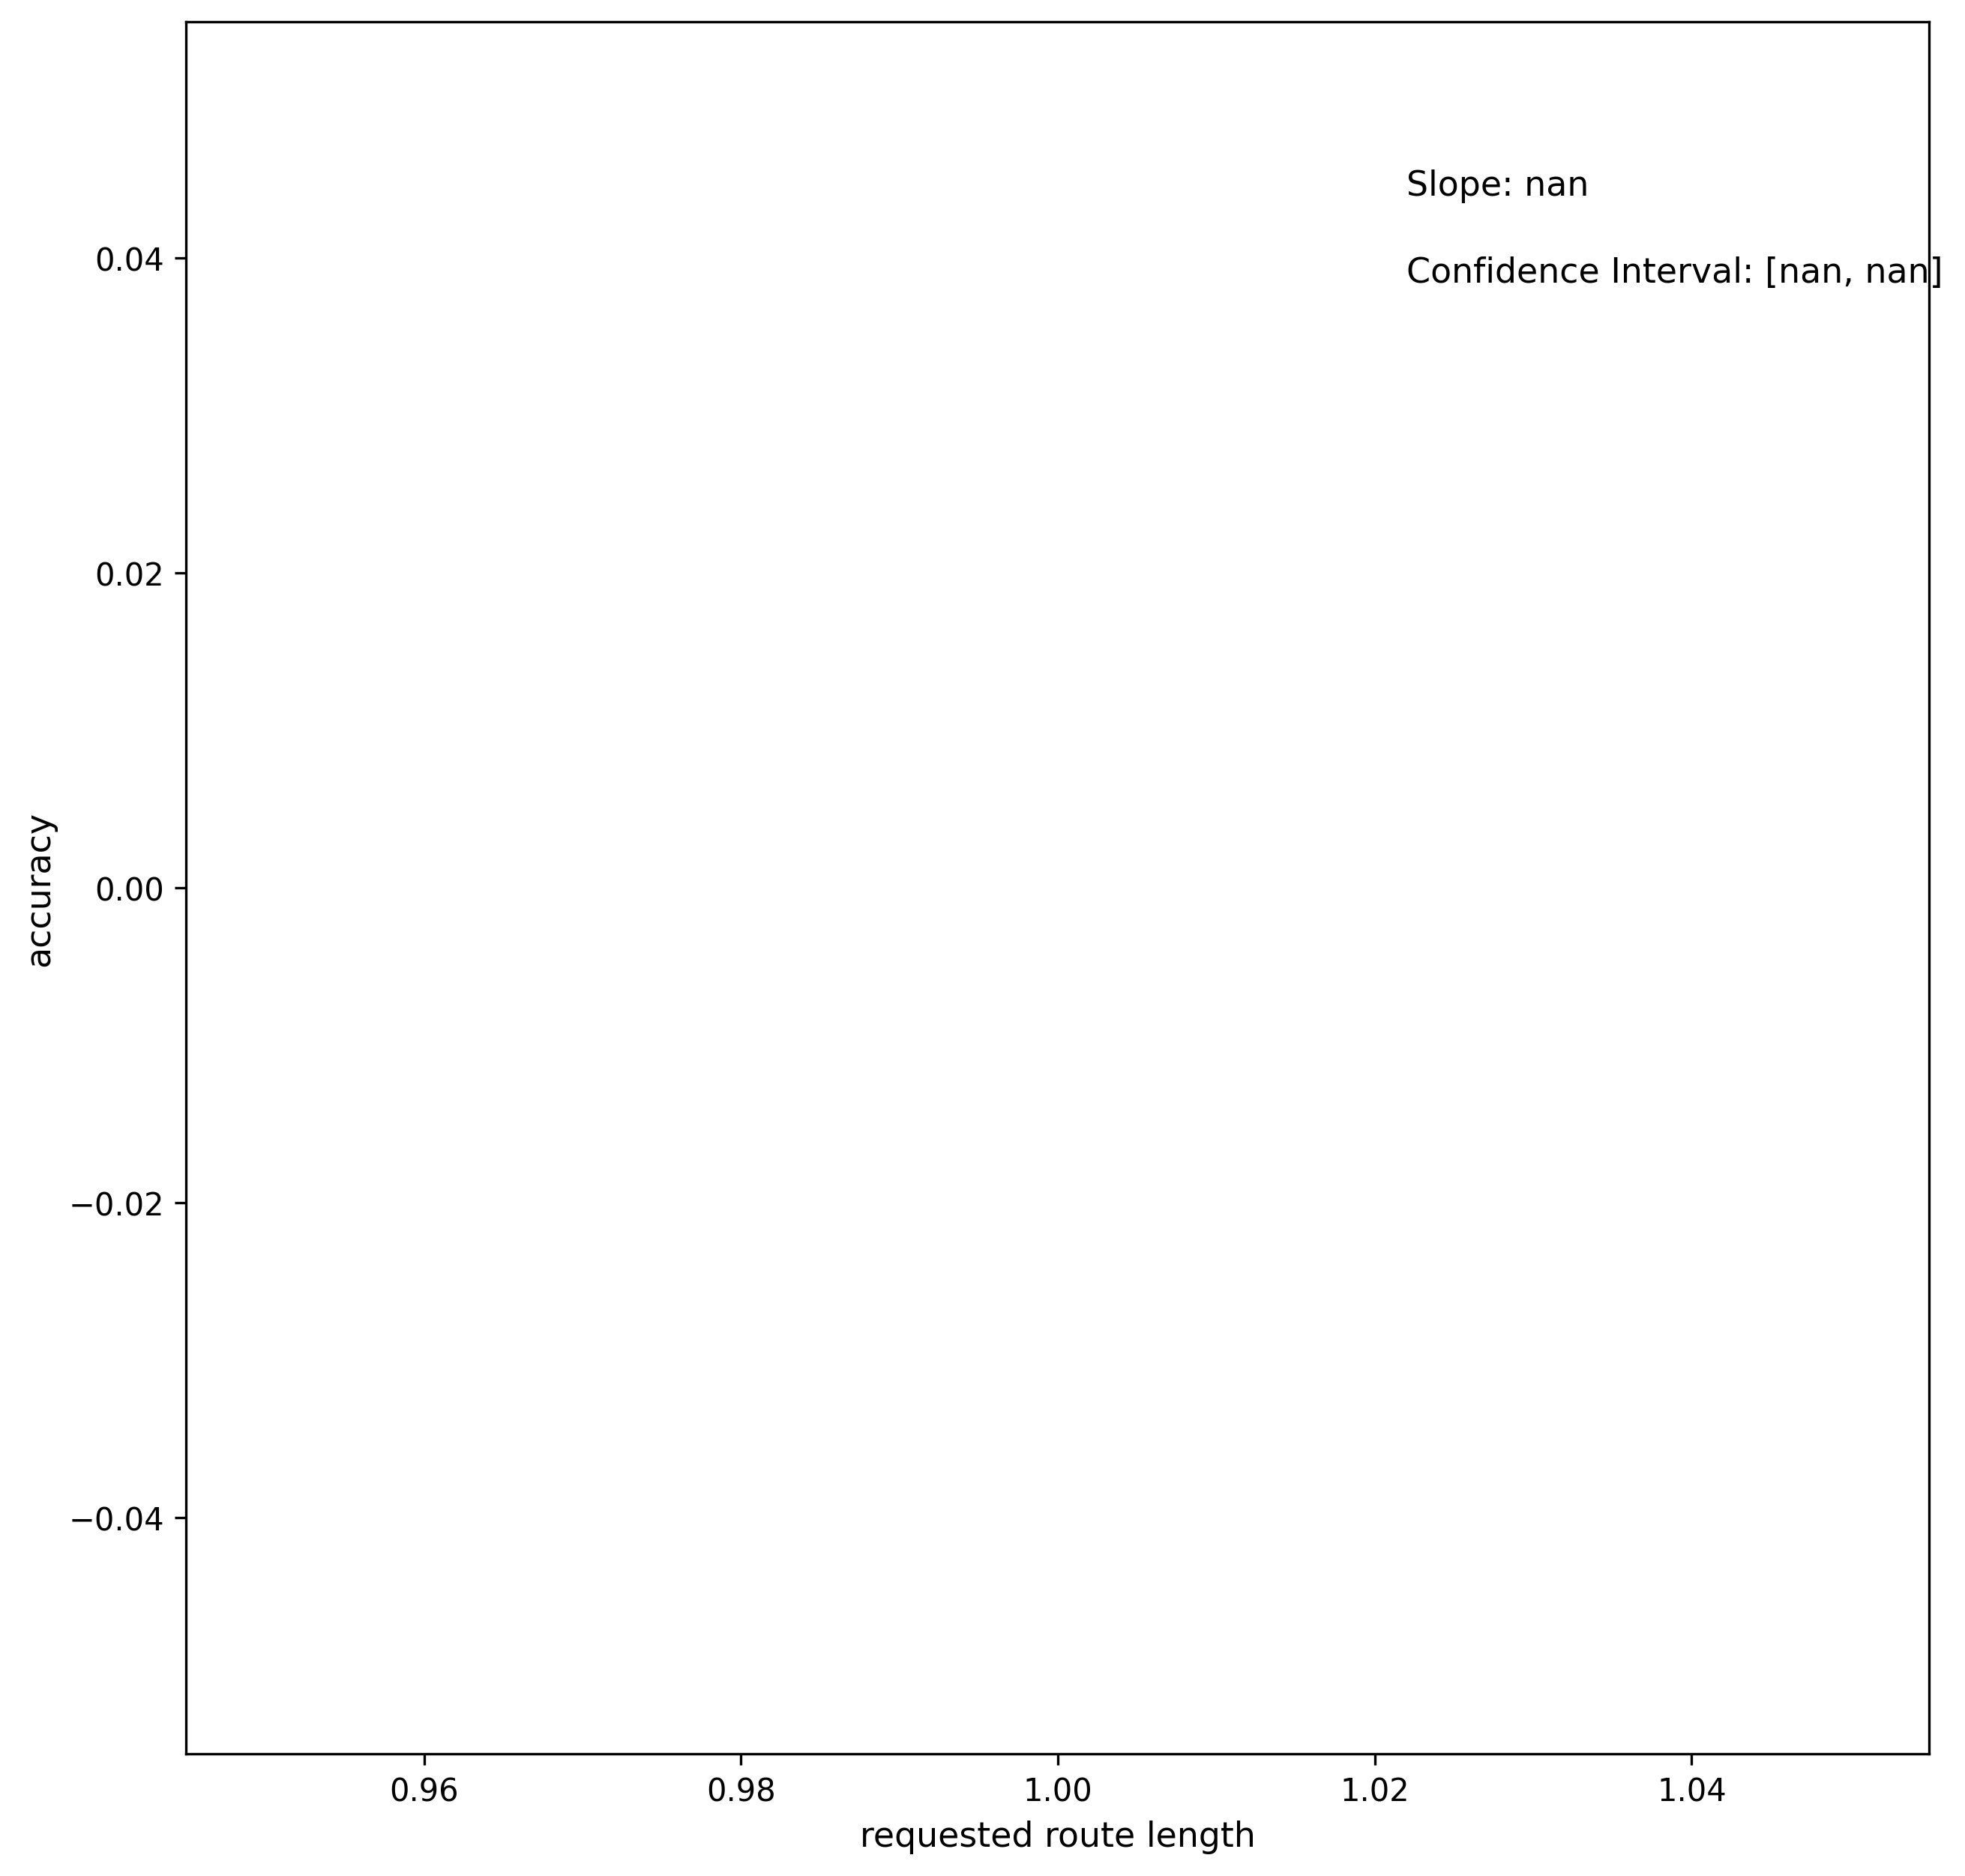 Slope: nan
Confidence Interval: [nan, nan]
0.04
0.02
0.00
−0.02
−0.04
accuracy
0.96
0.98
1.00
1.02
1.04
requested route length